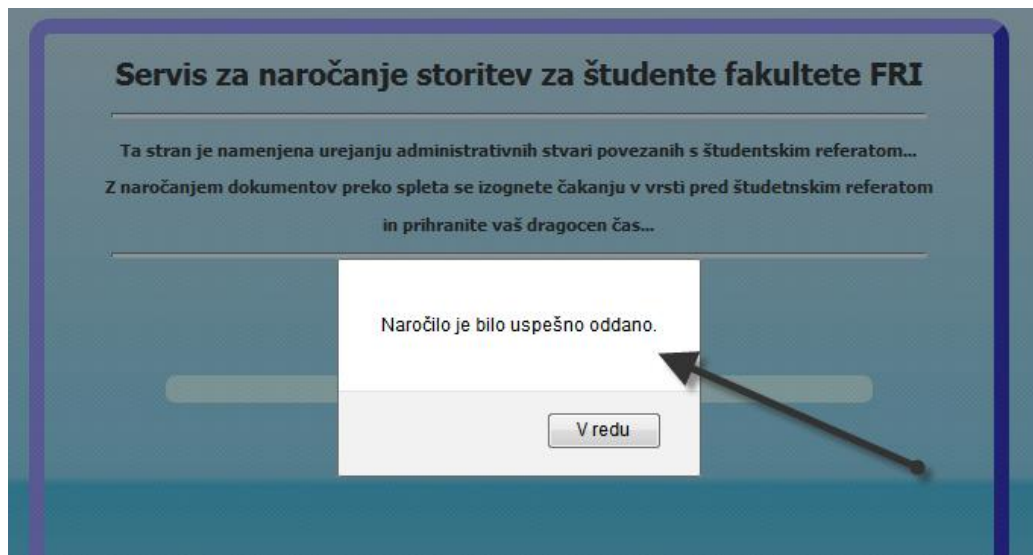 Servis za naročanje storitev za študente fakultete FRI
Ta stran je namenjena urejanju administrativnih stvari povezanih s študentskim referatom...
Z naročanjem dokumentov preko spleta se izognete čakanju v vrsti pred študetnskim referatom
in prihranite vaš dragocen čas...
Naročilo je bilo uspešno oddano.
V redu